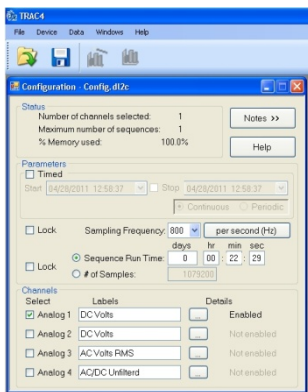 TRAC4
File Device Data Windows Help
Configuration - Config.dl2c
Status
Number of channels selected: 1
Maximum number of sequences: 1
% Memory used: 100.0%
Notes >>
Help
Parameters
Timed
Start 04/28/2011 12:58:37 Stop 04/28/2011 12:58:37
Continuous Periodic
Lock Sampling Frequency: 800 per second (Hz)
days hr min sec
Lock Sequence Run Time: 0 00 : 22 : 29
# of Samples: 1079200
Channels
Select Labels Details
Analog 1 DC Volts ... Enabled
Analog 2 DC Volts ... Not enabled
Analog 3 AC Volts RMS ... Not enabled
Analog 4 AC/DC Unfilterd ... Not enabled